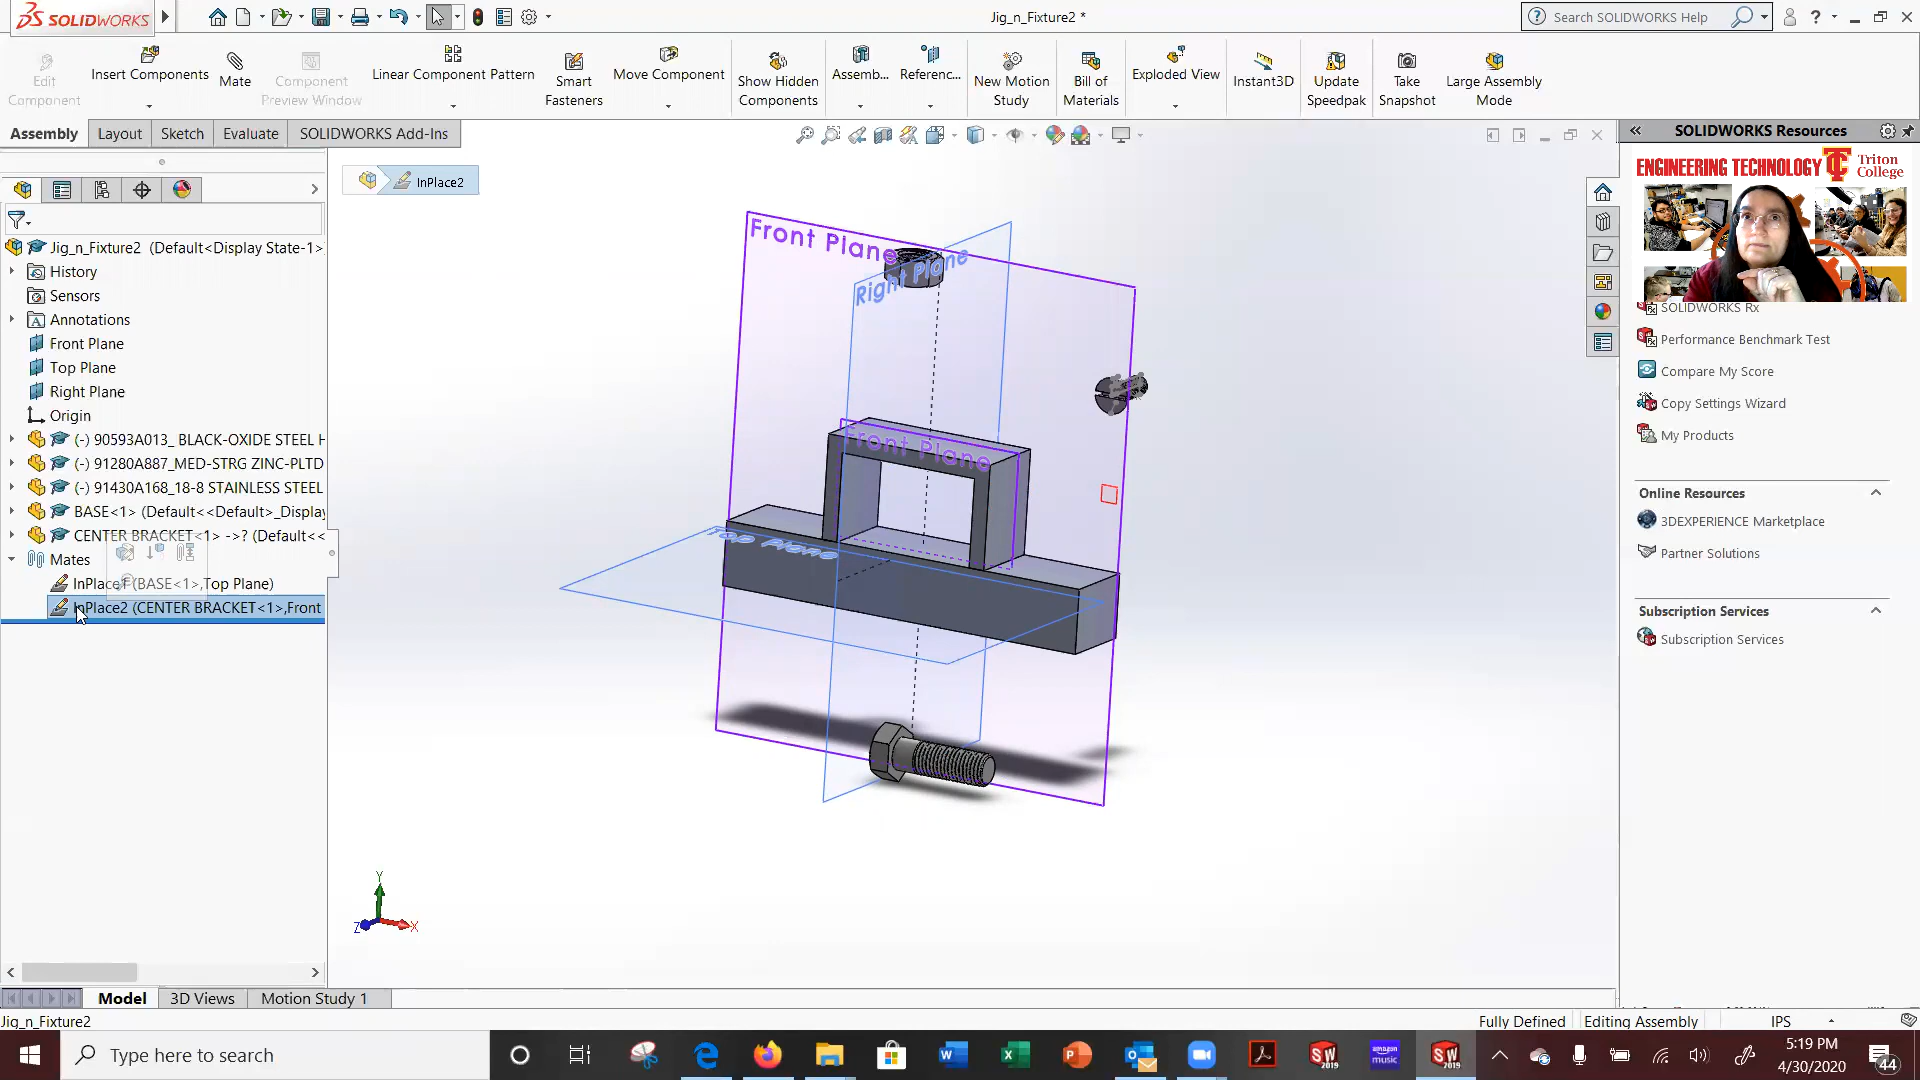 SOLIDWORKS
Jig_n_Fixture2 *
Search SOLIDWORKS Help
Edit
Component
Insert Components
Mate
Component
Preview Window
Linear Component Pattern
Smart
Fasteners
Move Component
Show Hidden
Components
Assemb...
Referenc...
New Motion
Study
Bill of
Materials
Exploded View
Instant3D
Update
Speedpak
Take
Snapshot
Large Assembly
Mode
Assembly
Layout
Sketch
Evaluate
SOLIDWORKS Add-Ins
SOLIDWORKS Resources
ENGINEERING TECHNOLOGY
Triton
College
InPlace2
Jig_n_Fixture2 (Default<Display State-1>
History
Sensors
Annotations
Front Plane
Top Plane
Right Plane
Origin
(-) 90593A013_ BLACK-OXIDE STEEL H
(-) 91280A887_MED-STRG ZINC-PLTD
(-) 91430A168_18-8 STAINLESS STEEL
BASE<1> (Default<<Default>_Display
CENTER BRACKET<1> ->? (Default<<
Mates
InPlace1 (BASE<1>,Top Plane)
InPlace2 (CENTER BRACKET<1>,Front
Front Plane
Right Plane
Front Plane
Top Plane
Y
Z
X
SOLIDWORKS Rx
Performance Benchmark Test
Compare My Score
Copy Settings Wizard
My Products
Online Resources
3DEXPERIENCE Marketplace
Partner Solutions
Subscription Services
Subscription Services
Model
3D Views
Motion Study 1
Jig_n_Fixture2
Fully Defined
Editing Assembly
IPS
Type here to search
SW
2019
amazon
music
SW
2019
5:19 PM
4/30/2020
44